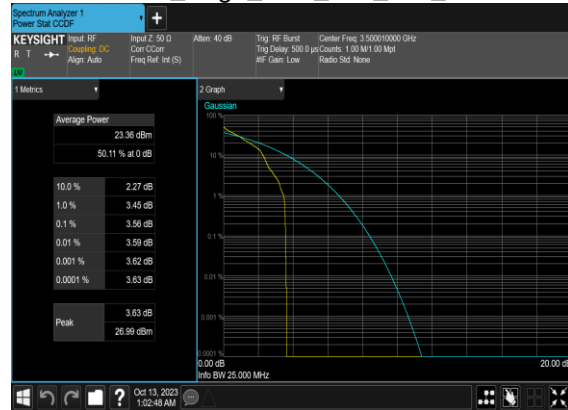 Spectrum Analyzer 1
Power Stat CCDF
+
KEYSIGHT
R T
LW
Input: RF
Coupling: DC
Align: Auto
Input Z: 50 Ω
Corr CCorr
Freq Ref: Int (S)
Atten: 40 dB
Trig: RF Burst
Trig Delay: 500.0 µs
#IF Gain: Low
Center Freq: 3.500010000 GHz
Counts: 1.00 M/1.00 Mpt
Radio Std: None
1 Metrics
Average Power
23.36 dBm
50.11 % at 0 dB
10.0 % 2.27 dB
1.0 % 3.45 dB
0.1 % 3.56 dB
0.01 % 3.59 dB
0.001 % 3.62 dB
0.0001 % 3.63 dB
Peak
3.63 dB
26.99 dBm
2 Graph
Gaussian
100 %
10 %
1 %
0.1 %
0.01 %
0.001 %
0.0001 %
0.00 dB
20.00 dB
Info BW 25.000 MHz
?
Oct 13, 2023
1:02:48 AM